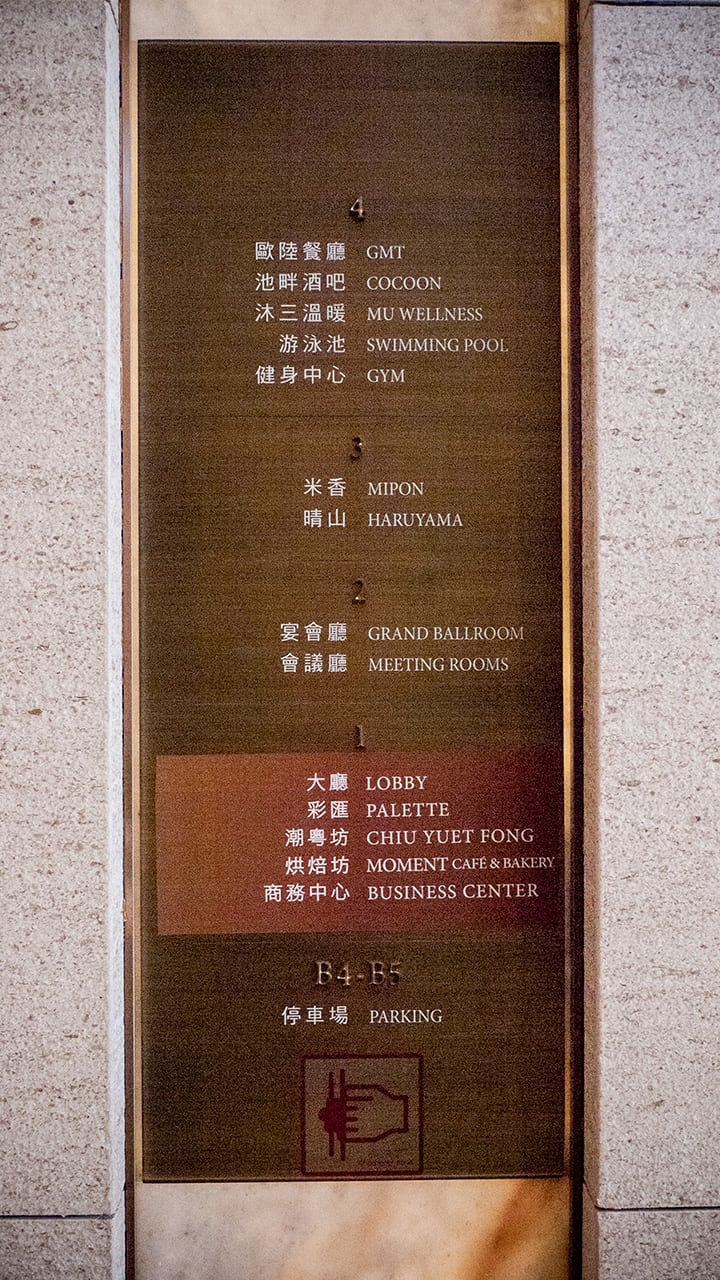 4
歐陸餐廳 GMT
池畔酒吧 COCOON
沐三溫暖 MU WELLNESS
游泳池 SWIMMING POOL
健身中心 GYM
3
米香 MIPON
晴山 HARUYAMA
2
宴會廳 GRAND BALLROOM
會議廳 MEETING ROOMS
1
大廳 LOBBY
彩匯 PALETTE
潮粵坊 CHIU YUET FONG
烘焙坊 MOMENT CAFÉ & BAKERY
商務中心 BUSINESS CENTER
B4-B5
停車場 PARKING